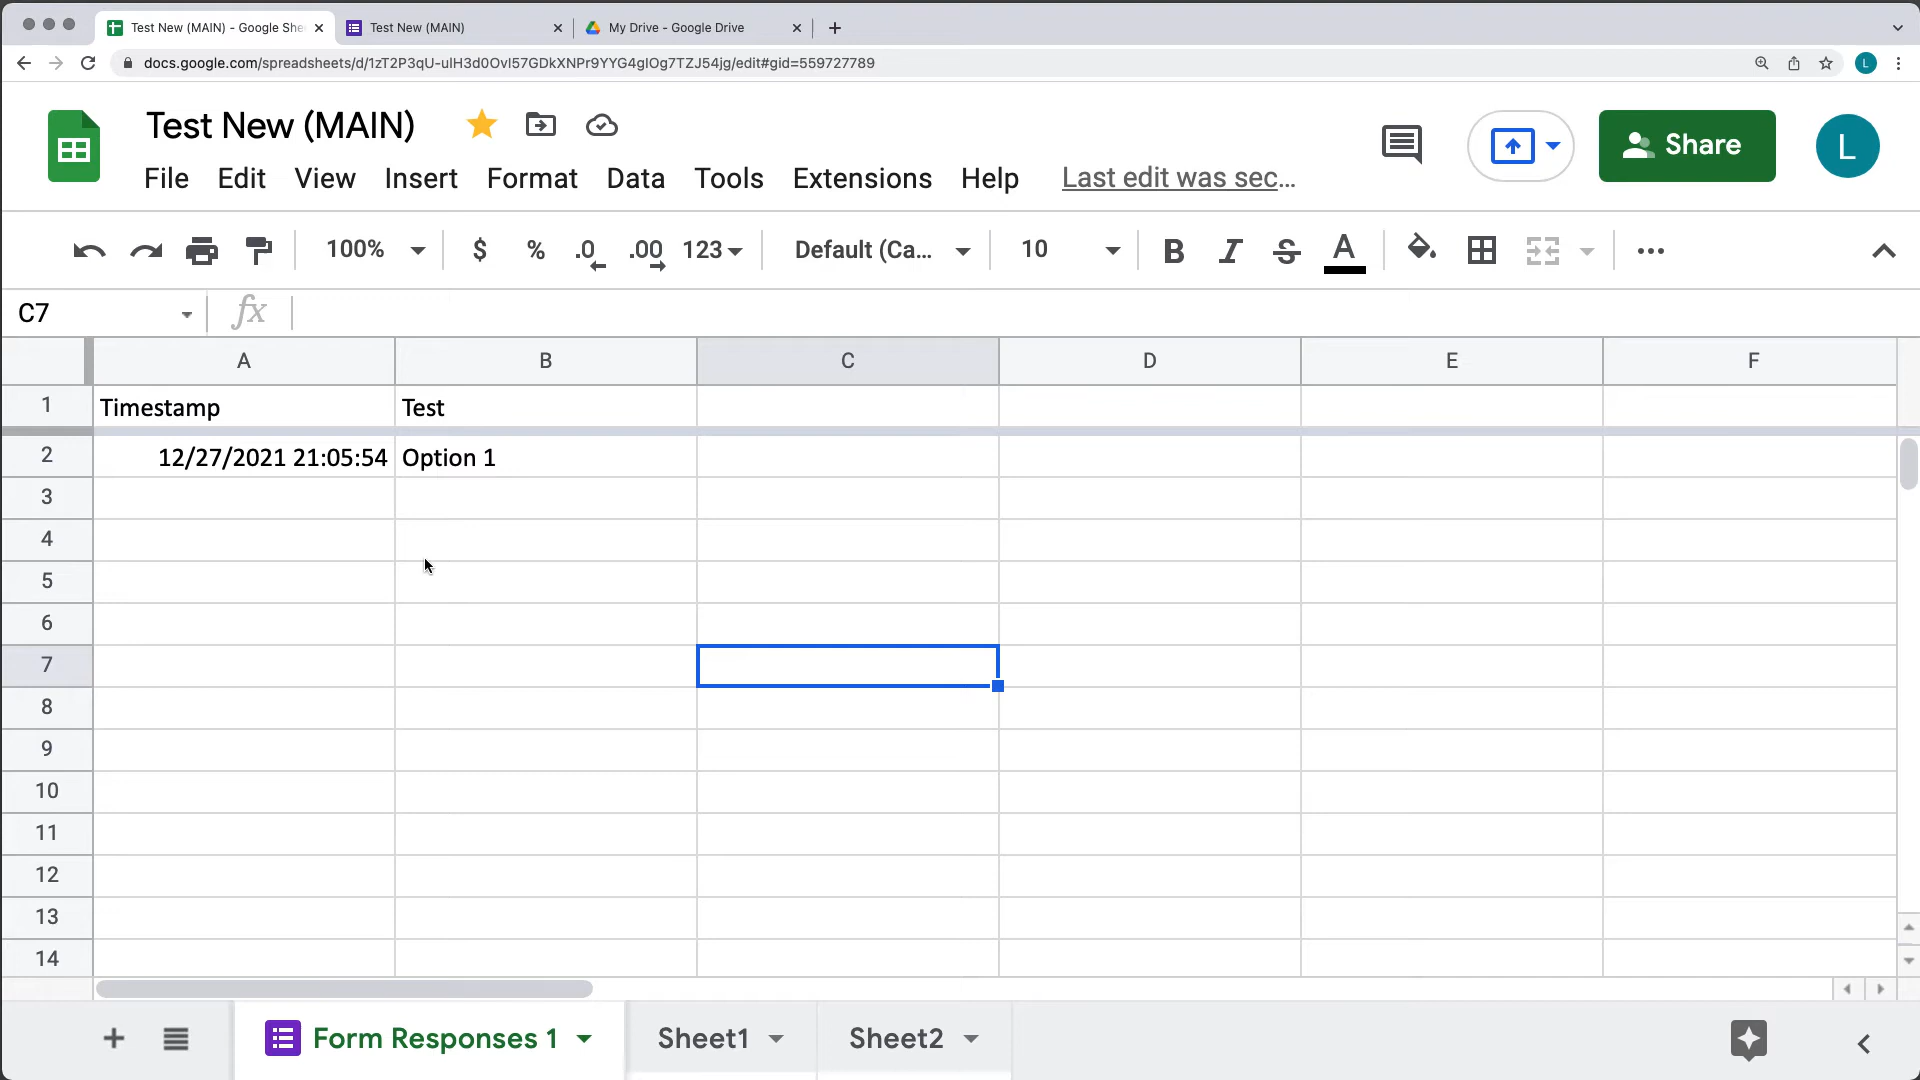 Test New (MAIN) - Google She
Test New (MAIN)
My Drive - Google Drive
docs.google.com/spreadsheets/d/1zT2P3qU-uIH3d0Ovl57GDkXNPr9YYG4gIOg7TZJ54jg/edit#gid=559727789
L
Test New (MAIN)
Share
L
File Edit View Insert Format Data Tools Extensions Help Last edit was sec...
100% $ % .0 .00 123 Default (Ca... 10 B I S A
C7 fx
A B C D E F
1 Timestamp Test
2 12/27/2021 21:05:54 Option 1
3
4
5
6
7
8
9
10
11
12
13
14
Form Responses 1 Sheet1 Sheet2